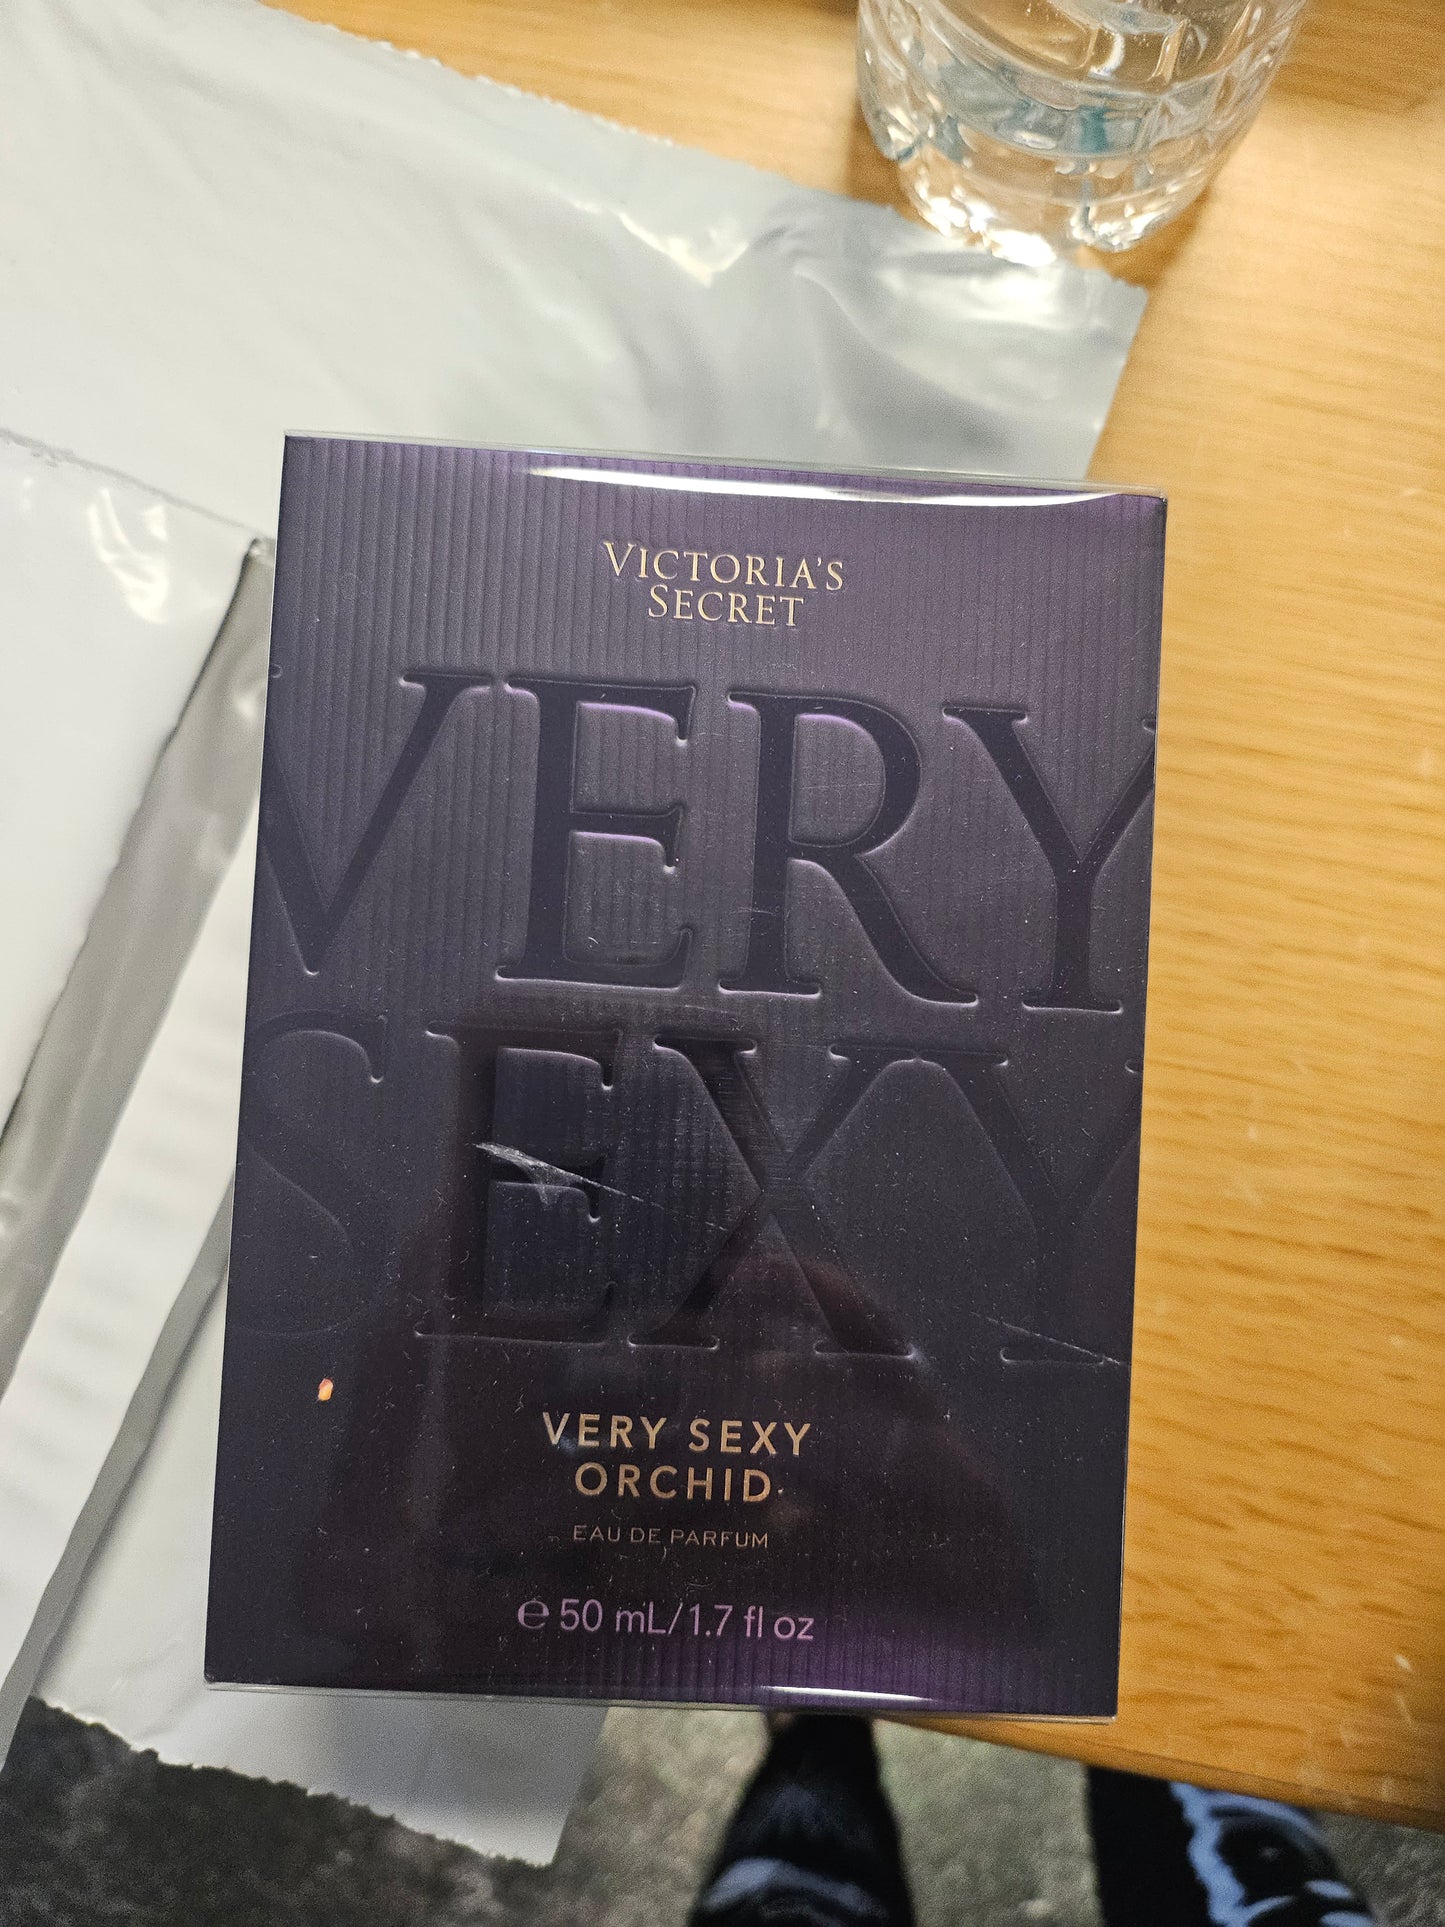 VICTORIA'S
SECRET
VERY
SEXY
VERY SEXY
ORCHID
EAU DE PARFUM
℮ 50 mL/1.7 fl oz